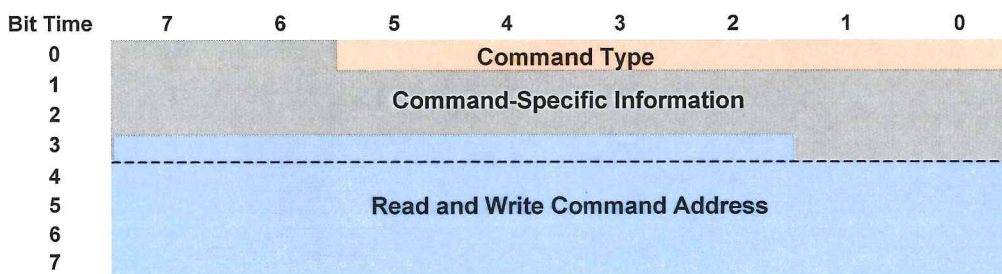 Bit Time 7 6 5 4 3 2 1 0
0 Command Type
1
Command-Specific Information
2
3
4
5 Read and Write Command Address
6
7